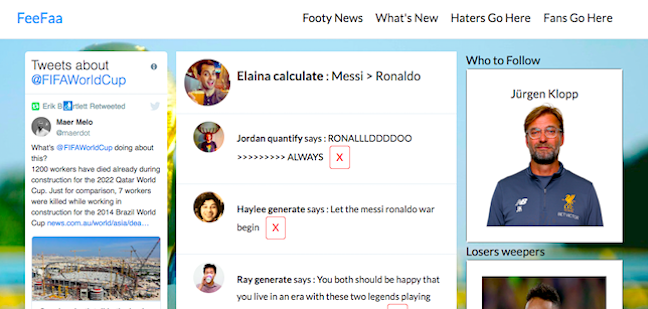 FeeFaa
Footy News What's New Haters Go Here Fans Go Here
Tweets about
@FIFAWorldCup
Erik B rtlett Retweeted
Maer Melo
@maerdot
What's @FIFAWorldCup doing about
this?
1200 workers have died already during
construction for the 2022 Qatar World
Cup. Just for comparison, 7 workers
were killed while working in
construction for the 2014 Brazil World
Cup news.com.au/world/asia/dea…
Elaina calculate : Messi > Ronaldo
Jordan quantify says : RONALLLDDDDOO
>>>>>>>>> ALWAYS X
Haylee generate says : Let the messi ronaldo war
begin X
Ray generate says : You both should be happy that
you live in an era with these two legends playing
Who to Follow
Jürgen Klopp
Losers weepers